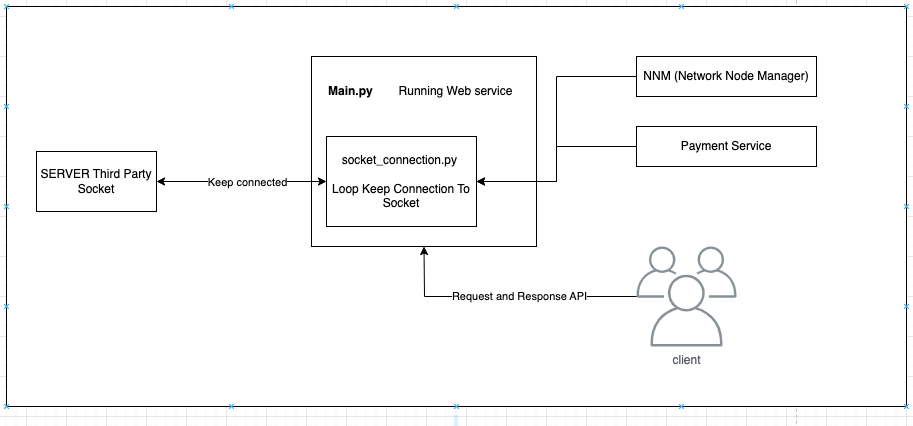 Main.py Running Web service
NNM (Network Node Manager)
socket_connection.py
Loop Keep Connection To
Socket
Payment Service
SERVER Third Party
Socket
Keep connected
Request and Response API
client